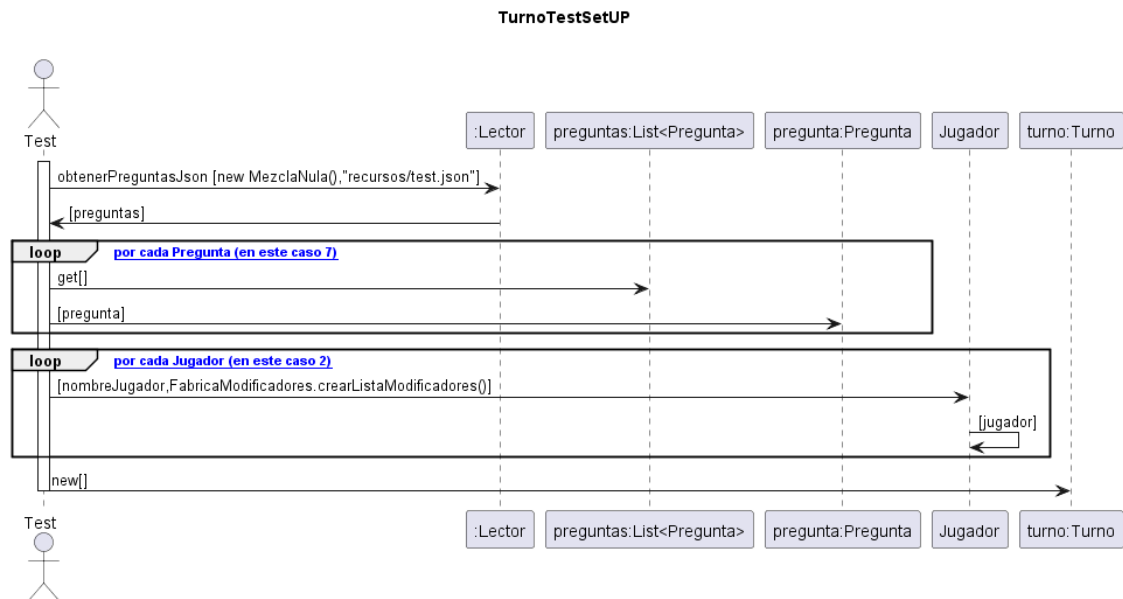 TurnoTestSetUP
Test
:Lector
preguntas:List<Pregunta>
pregunta:Pregunta
Jugador
turno:Turno
obtenerPreguntasJson [new MezclaNula(),"recursos/test.json"]
[preguntas]
loop
por cada Pregunta (en este caso 7)
get[]
[pregunta]
loop
por cada Jugador (en este caso 2)
[nombreJugador,FabricaModificadores.crearListaModificadores()]
[jugador]
new[]
Test
:Lector
preguntas:List<Pregunta>
pregunta:Pregunta
Jugador
turno:Turno